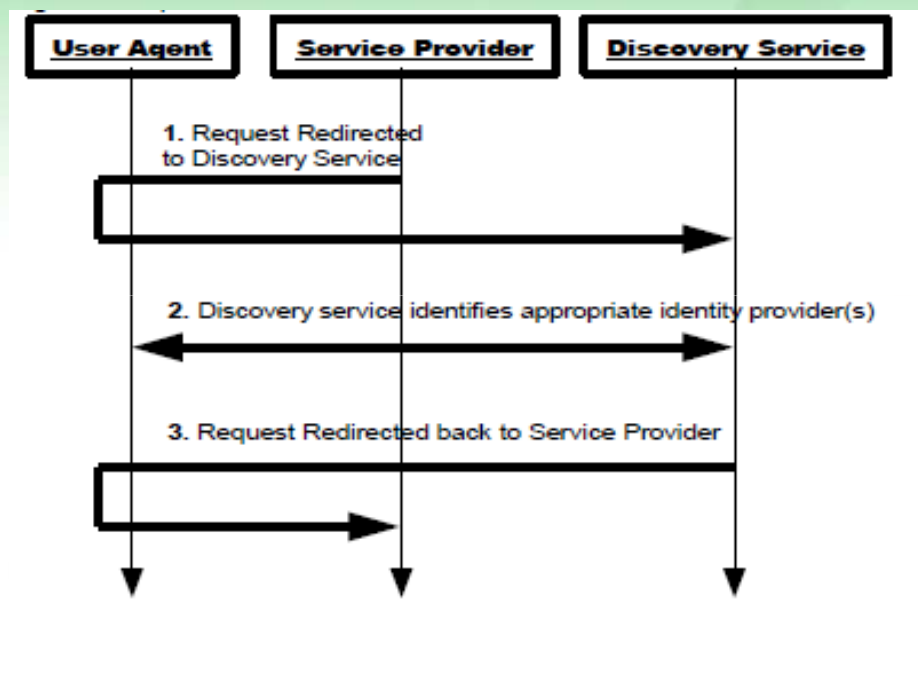 User Agent
Service Provider
Discovery Service
1. Request Redirected
to Discovery Service
2. Discovery service identifies appropriate identity provider(s)
3. Request Redirected back to Service Provider